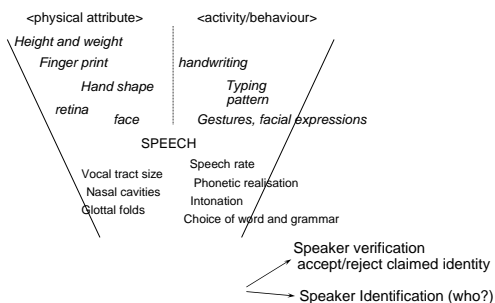 <physical attribute>
<activity/behaviour>
Height and weight
Finger print
handwriting
Hand shape
Typing
pattern
retina
face
Gestures, facial expressions
SPEECH
Vocal tract size
Nasal cavities
Glottal folds
Speech rate
Phonetic realisation
Intonation
Choice of word and grammar
Speaker verification
accept/reject claimed identity
Speaker Identification (who?)